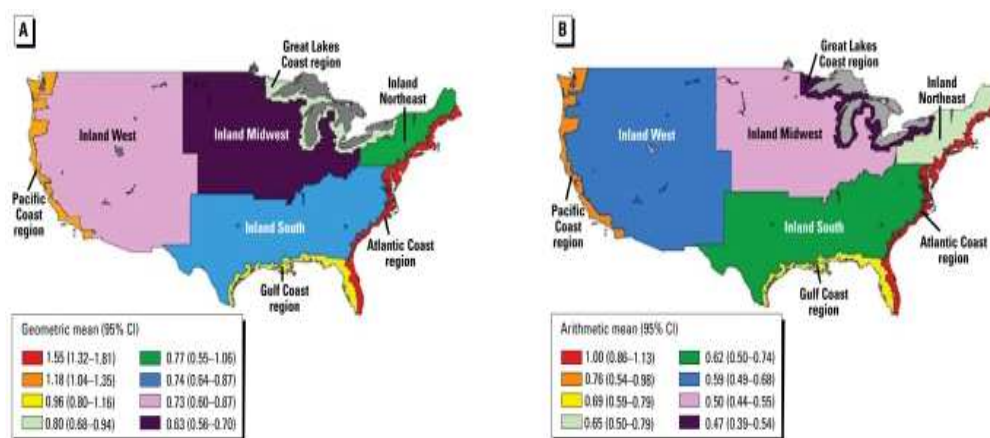 A
Great Lakes
Coast region
Inland
Northeast
Inland West
Inland Midwest
Pacific
Coast
region
Inland South
Atlantic Coast
region
Gulf Coast
region
Geometric mean (95% CI)
1.55 (1.32–1.81)
0.77 (0.55–1.06)
1.18 (1.04–1.35)
0.74 (0.64–0.87)
0.96 (0.80–1.16)
0.73 (0.60–0.87)
0.80 (0.68–0.94)
0.63 (0.56–0.70)
B
Great Lakes
Coast region
Inland
Northeast
Inland West
Inland Midwest
Pacific
Coast
region
Inland South
Atlantic Coast
region
Gulf Coast
region
Arithmetic mean (95% CI)
1.00 (0.86–1.13)
0.62 (0.50–0.74)
0.76 (0.54–0.98)
0.59 (0.49–0.68)
0.69 (0.59–0.79)
0.50 (0.44–0.55)
0.65 (0.50–0.79)
0.47 (0.39–0.54)